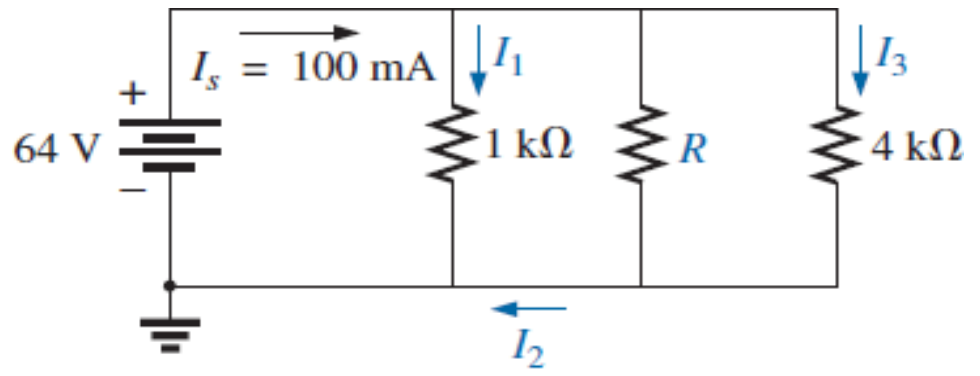 I_s = 100 mA
I_1
I_3
+
64 V
1 kΩ
R
4 kΩ
−
I_2